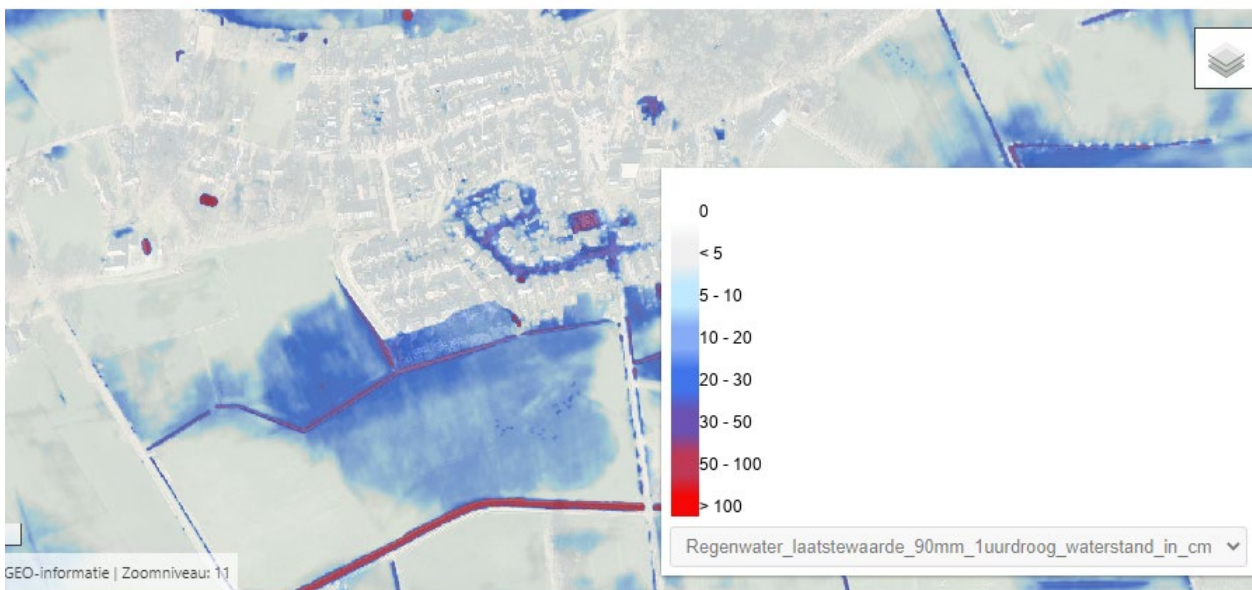 0
< 5
5 - 10
10 - 20
20 - 30
30 - 50
50 - 100
> 100
Regenwater_laatstewaarde_90mm_1uurdroog_waterstand_in_cm
GEO-informatie | Zoomniveau: 11